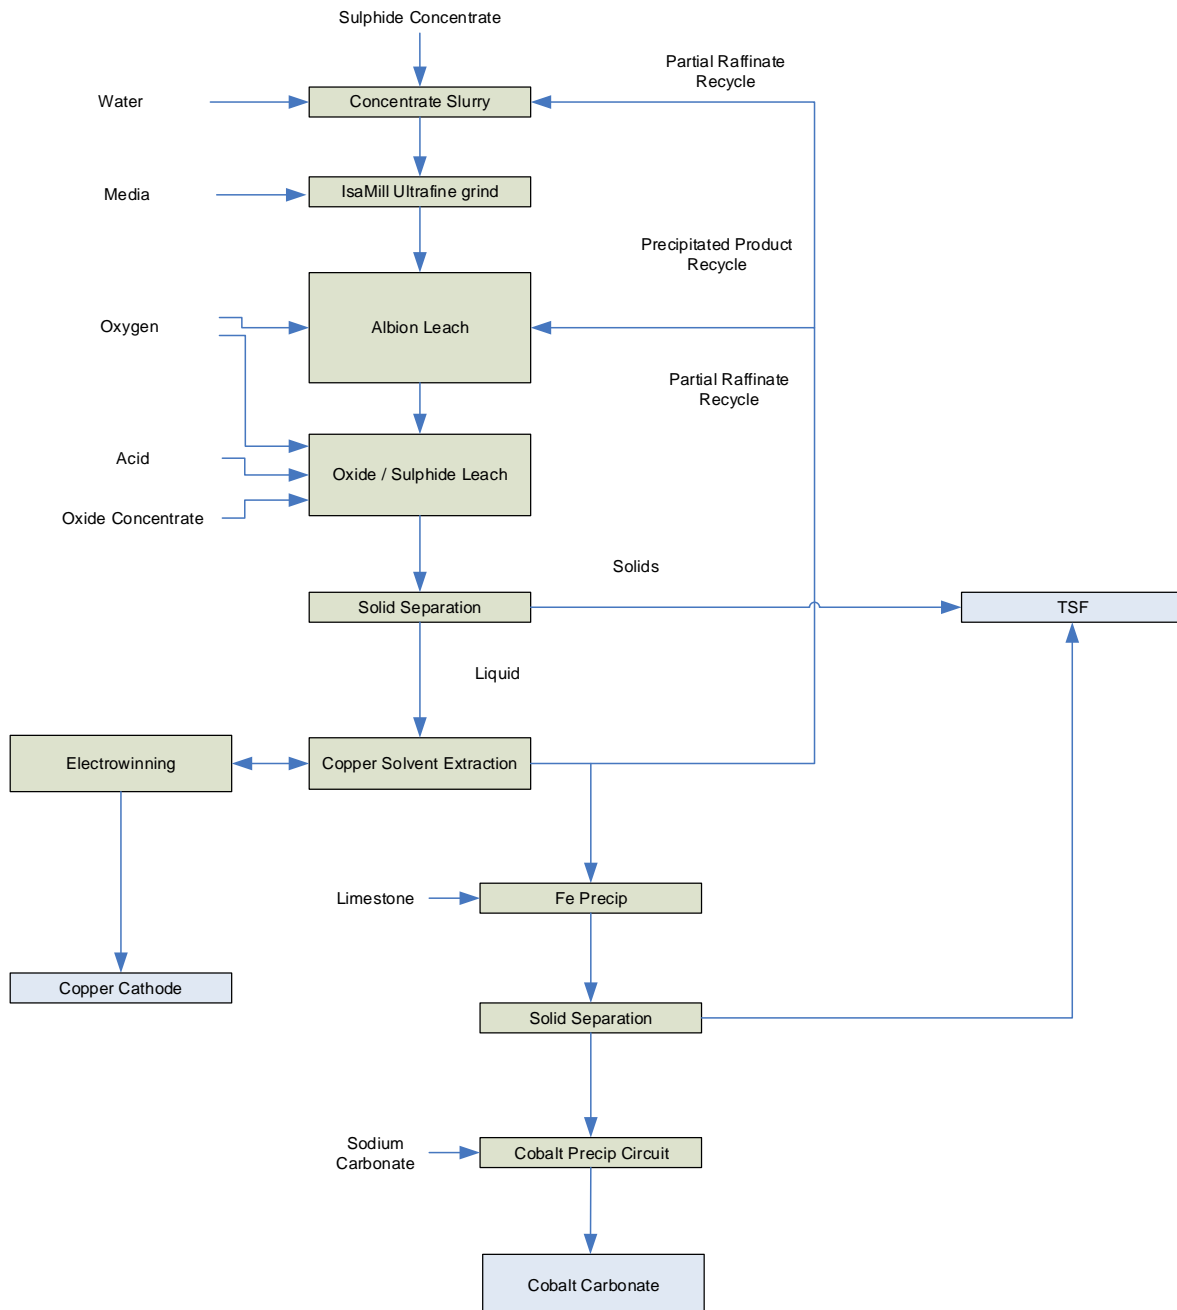 Sulphide Concentrate
Partial Raffinate
Recycle
Water
Concentrate Slurry
Media
IsaMill Ultrafine grind
Precipitated Product
Recycle
Oxygen
Albion Leach
Partial Raffinate
Recycle
Acid
Oxide / Sulphide Leach
Oxide Concentrate
Solids
Solid Separation
TSF
Liquid
Electrowinning
Copper Solvent Extraction
Limestone
Fe Precip
Copper Cathode
Solid Separation
Sodium
Carbonate
Cobalt Precip Circuit
Cobalt Carbonate